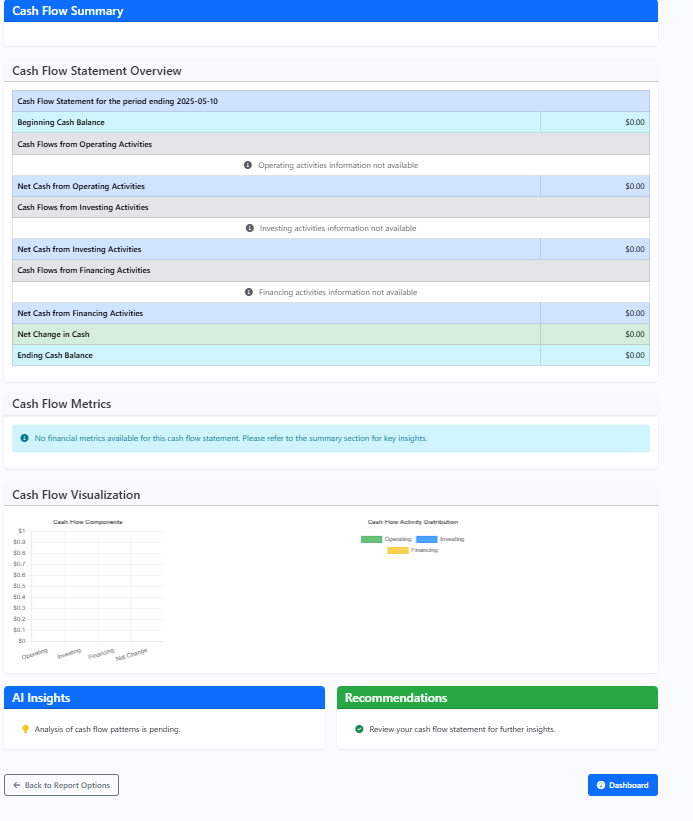 Cash Flow Summary
Cash Flow Statement Overview
Cash Flow Statement for the period ending 2025-05-10
Beginning Cash Balance $0.00
Cash Flows from Operating Activities
Operating activities information not available
Net Cash from Operating Activities $0.00
Cash Flows from Investing Activities
Investing activities information not available
Net Cash from Investing Activities $0.00
Cash Flows from Financing Activities
Financing activities information not available
Net Cash from Financing Activities $0.00
Net Change in Cash $0.00
Ending Cash Balance $0.00
Cash Flow Metrics
No financial metrics available for this cash flow statement. Please refer to the summary section for key insights.
Cash Flow Visualization
Cash Flow Components
$1
$0.9
$0.8
$0.7
$0.6
$0.5
$0.4
$0.3
$0.2
$0.1
$0
Operating Investing Financing Net Change
Cash Flow Activity Distribution
Operating Investing
Financing
AI Insights
Analysis of cash flow patterns is pending.
Recommendations
Review your cash flow statement for further insights.
Back to Report Options
Dashboard